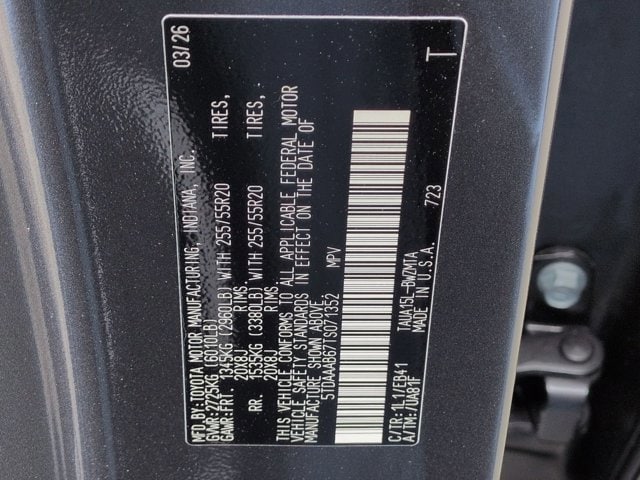 MFD. BY:TOYOTA MOTOR MANUFACTURING, INDIANA, INC. 03/26
GVWR:2725KG (6010LB)
GAWR:FRT. 1345KG (2960LB) WITH 255/55R20 TIRES,
20X8J RIMS,
RR. 1535KG (3380LB) WITH 255/55R20 TIRES,
20X8J RIMS.
THIS VEHICLE CONFORMS TO ALL APPLICABLE FEDERAL MOTOR
VEHICLE SAFETY STANDARDS IN EFFECT ON THE DATE OF
MANUFACTURE SHOWN ABOVE.
5TDAAAB67TS071352 MPV
C/TR:1L1/EB41 TAUA15L-BWZMTA 723
A/TM:/UA81F MADE IN U.S.A. T